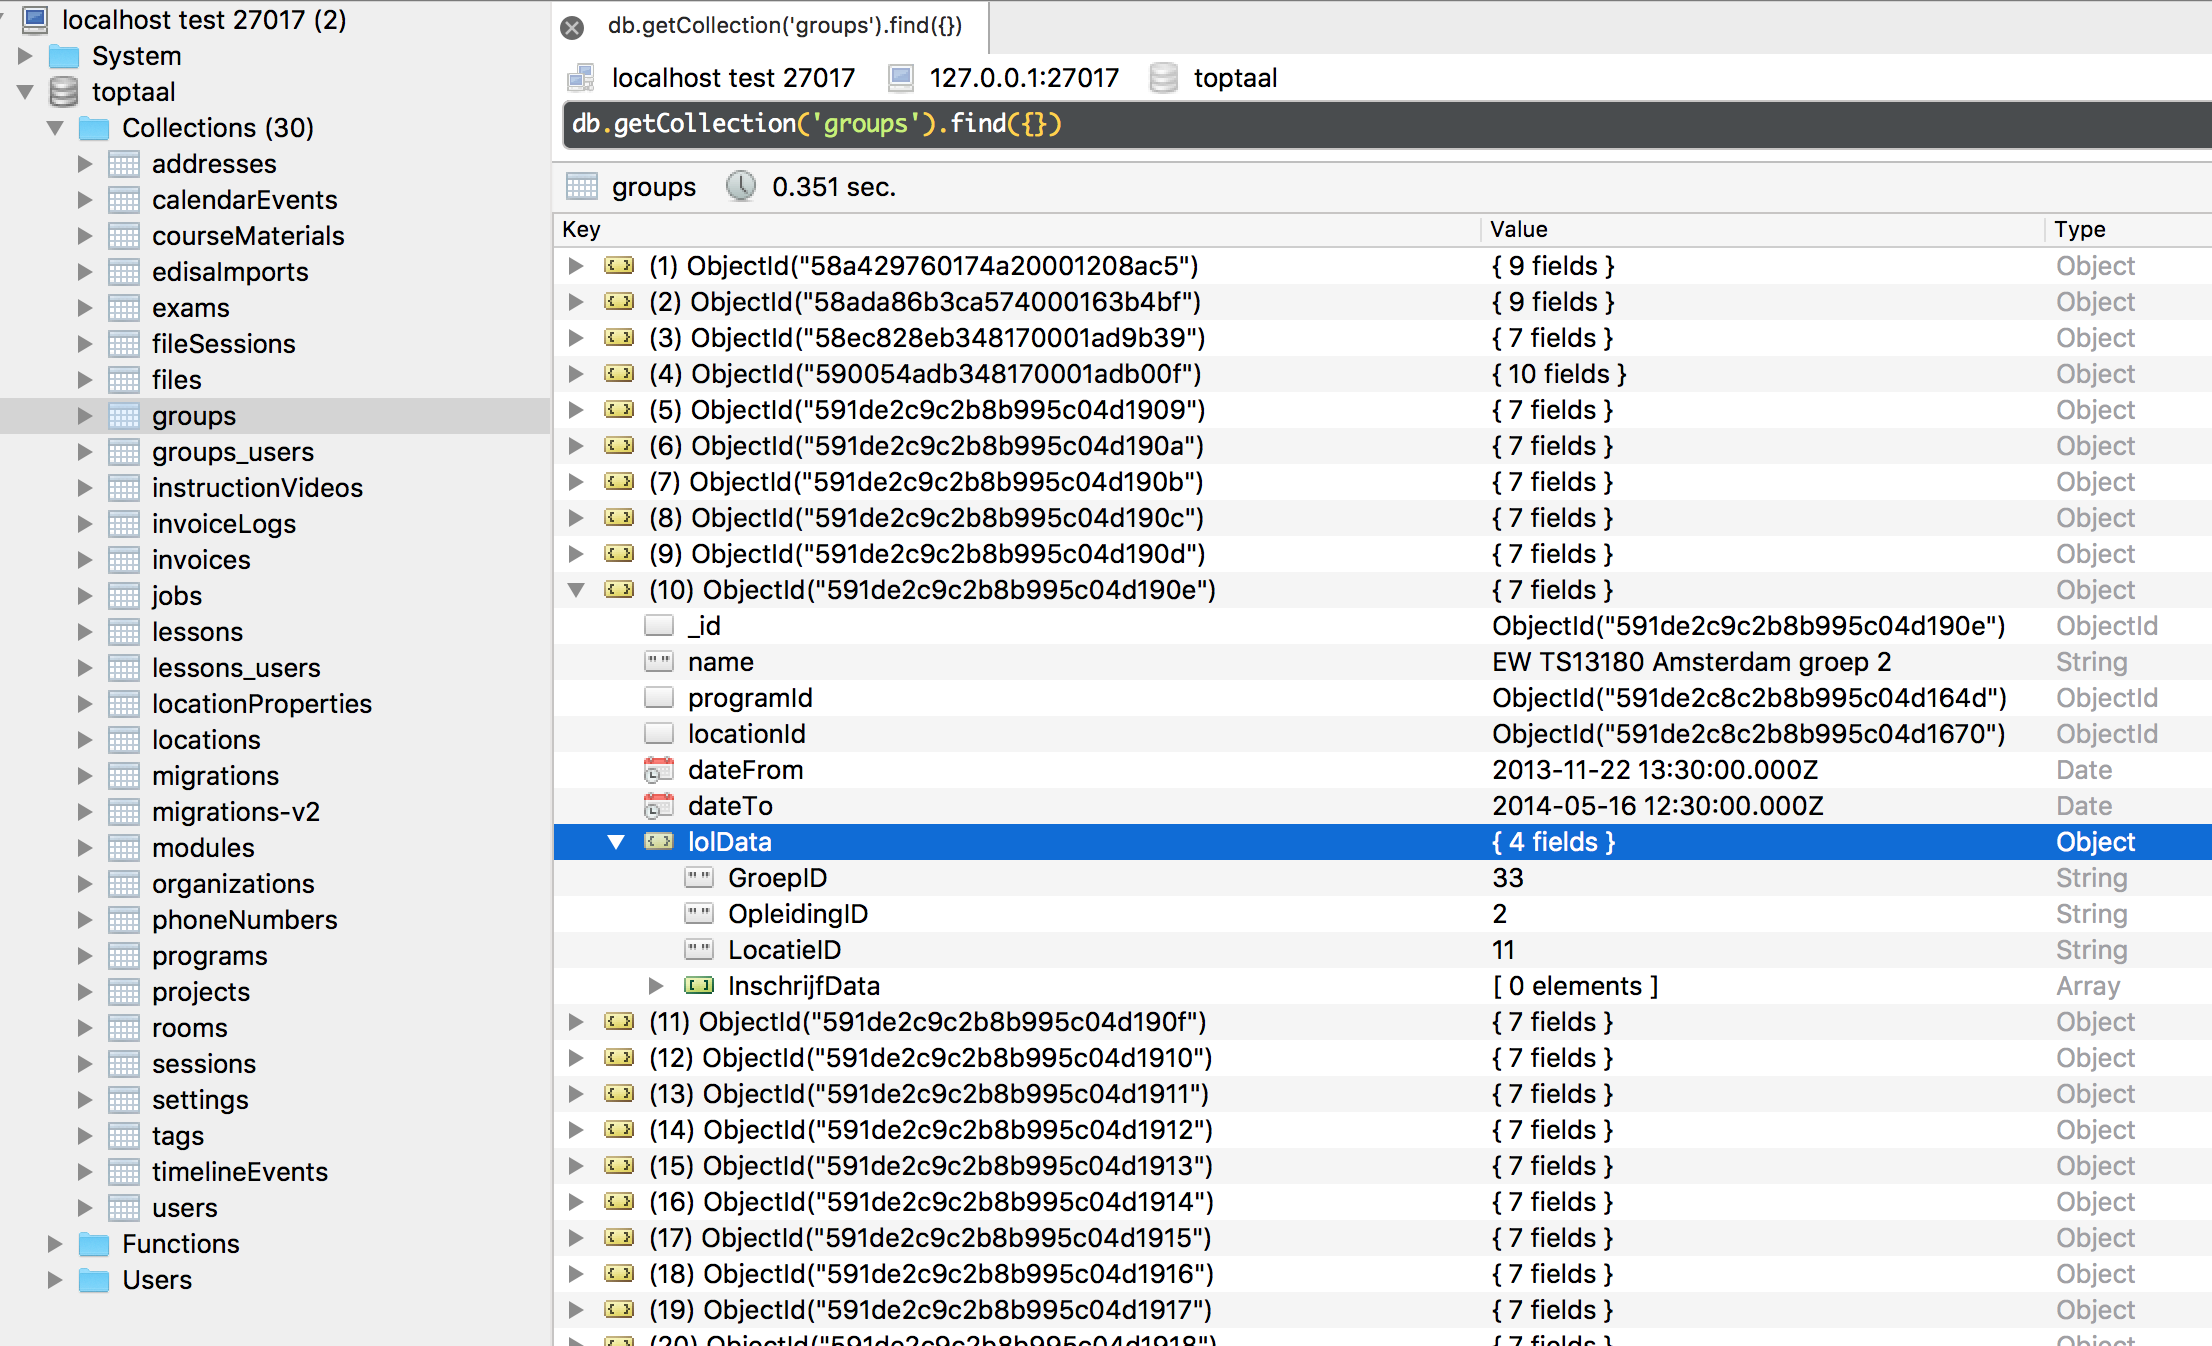 localhost test 27017 (2)
System
toptaal
Collections (30)
addresses
calendarEvents
courseMaterials
edisaImports
exams
fileSessions
files
groups
groups_users
instructionVideos
invoiceLogs
invoices
jobs
lessons
lessons_users
locationProperties
locations
migrations
migrations-v2
modules
organizations
phoneNumbers
programs
projects
rooms
sessions
settings
tags
timelineEvents
users
Functions
Users
db.getCollection('groups').find({})
localhost test 27017 127.0.0.1:27017 toptaal
db.getCollection('groups').find({})
groups 0.351 sec.
Key Value Type
(1) ObjectId("58a429760174a20001208ac5") { 9 fields } Object
(2) ObjectId("58ada86b3ca574000163b4bf") { 9 fields } Object
(3) ObjectId("58ec828eb348170001ad9b39") { 7 fields } Object
(4) ObjectId("590054adb348170001adb00f") { 10 fields } Object
(5) ObjectId("591de2c9c2b8b995c04d1909") { 7 fields } Object
(6) ObjectId("591de2c9c2b8b995c04d190a") { 7 fields } Object
(7) ObjectId("591de2c9c2b8b995c04d190b") { 7 fields } Object
(8) ObjectId("591de2c9c2b8b995c04d190c") { 7 fields } Object
(9) ObjectId("591de2c9c2b8b995c04d190d") { 7 fields } Object
(10) ObjectId("591de2c9c2b8b995c04d190e") { 7 fields } Object
_id ObjectId("591de2c9c2b8b995c04d190e") ObjectId
name EW TS13180 Amsterdam groep 2 String
programId ObjectId("591de2c8c2b8b995c04d164d") ObjectId
locationId ObjectId("591de2c8c2b8b995c04d1670") ObjectId
dateFrom 2013-11-22 13:30:00.000Z Date
dateTo 2014-05-16 12:30:00.000Z Date
lolData { 4 fields } Object
GroepID 33 String
OpleidingID 2 String
LocatieID 11 String
InschrijfData [ 0 elements ] Array
(11) ObjectId("591de2c9c2b8b995c04d190f") { 7 fields } Object
(12) ObjectId("591de2c9c2b8b995c04d1910") { 7 fields } Object
(13) ObjectId("591de2c9c2b8b995c04d1911") { 7 fields } Object
(14) ObjectId("591de2c9c2b8b995c04d1912") { 7 fields } Object
(15) ObjectId("591de2c9c2b8b995c04d1913") { 7 fields } Object
(16) ObjectId("591de2c9c2b8b995c04d1914") { 7 fields } Object
(17) ObjectId("591de2c9c2b8b995c04d1915") { 7 fields } Object
(18) ObjectId("591de2c9c2b8b995c04d1916") { 7 fields } Object
(19) ObjectId("591de2c9c2b8b995c04d1917") { 7 fields } Object
(20) ObjectId("591de2c9c2b8b995c04d1918") { 7 fields } Object